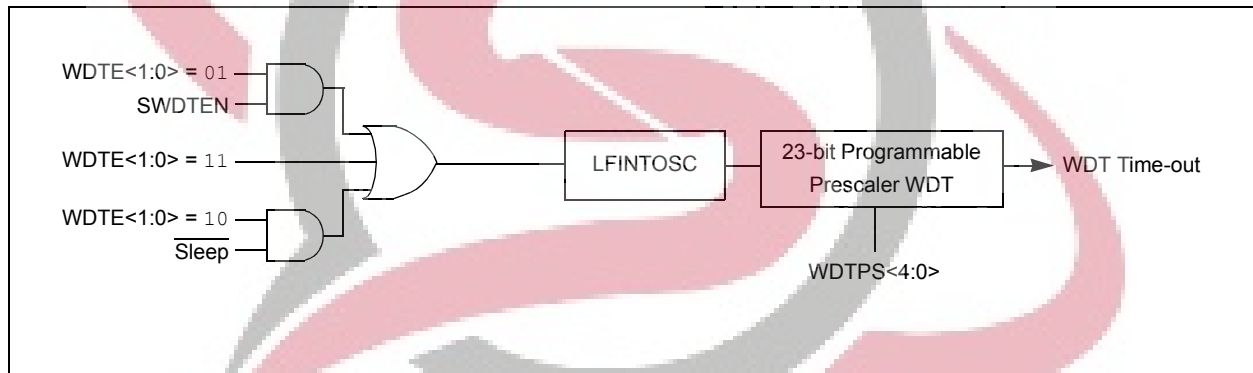 WDTE<1:0> = 01
SWDTEN
WDTE<1:0> = 11
WDTE<1:0> = 10
Sleep
LFINTOSC
23-bit Programmable
Prescaler WDT
WDT Time-out
WDTPS<4:0>